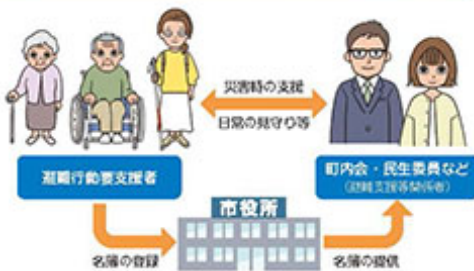 災害時の支援
日常の見守り等
避難行動要支援者
町内会・民生委員など
(避難支援等関係者)
市役所
名簿の登録
名簿の提供